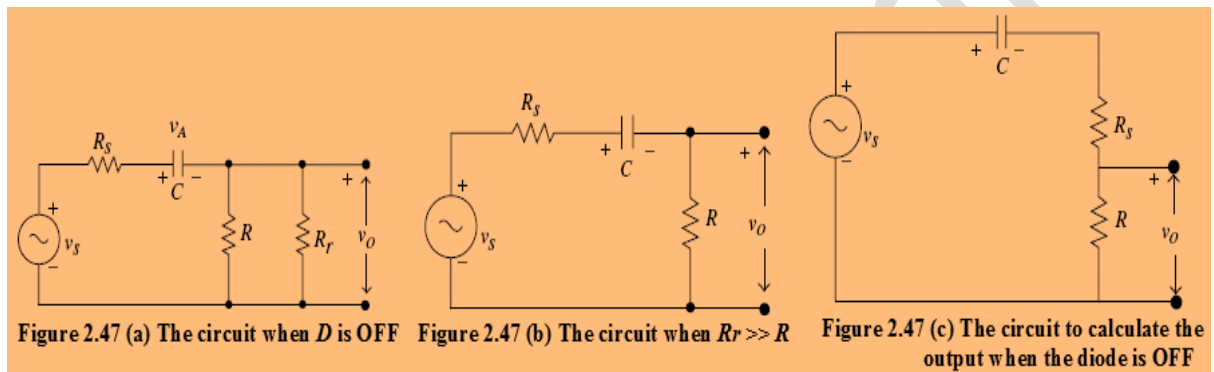 R_s
v_A
+
−
C
+
v_s
−
R
R_r
+
v_O
Figure 2.47 (a) The circuit when D is OFF
R_s
+
−
C
+
v_s
−
R
+
v_O
Figure 2.47 (b) The circuit when Rr >> R
+
−
C
+
v_s
−
R_s
R
+
v_O
Figure 2.47 (c) The circuit to calculate the
output when the diode is OFF